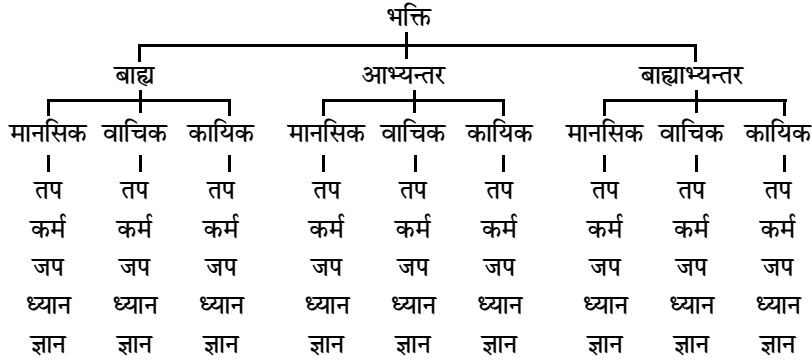 भक्ति
बाह्य आभ्यन्तर बाह्याभ्यन्तर
मानसिक वाचिक कायिक मानसिक वाचिक कायिक मानसिक वाचिक कायिक
तप तप तप तप तप तप तप तप तप
कर्म कर्म कर्म कर्म कर्म कर्म कर्म कर्म कर्म
जप जप जप जप जप जप जप जप जप
ध्यान ध्यान ध्यान ध्यान ध्यान ध्यान ध्यान ध्यान ध्यान
ज्ञान ज्ञान ज्ञान ज्ञान ज्ञान ज्ञान ज्ञान ज्ञान ज्ञान